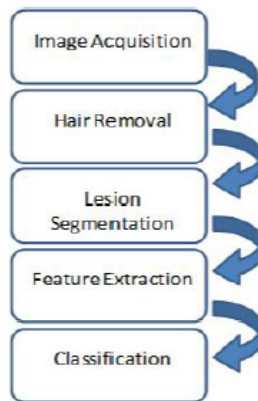 Image Acquisition
Hair Removal
Lesion
Segmentation
Feature Extraction
Classification